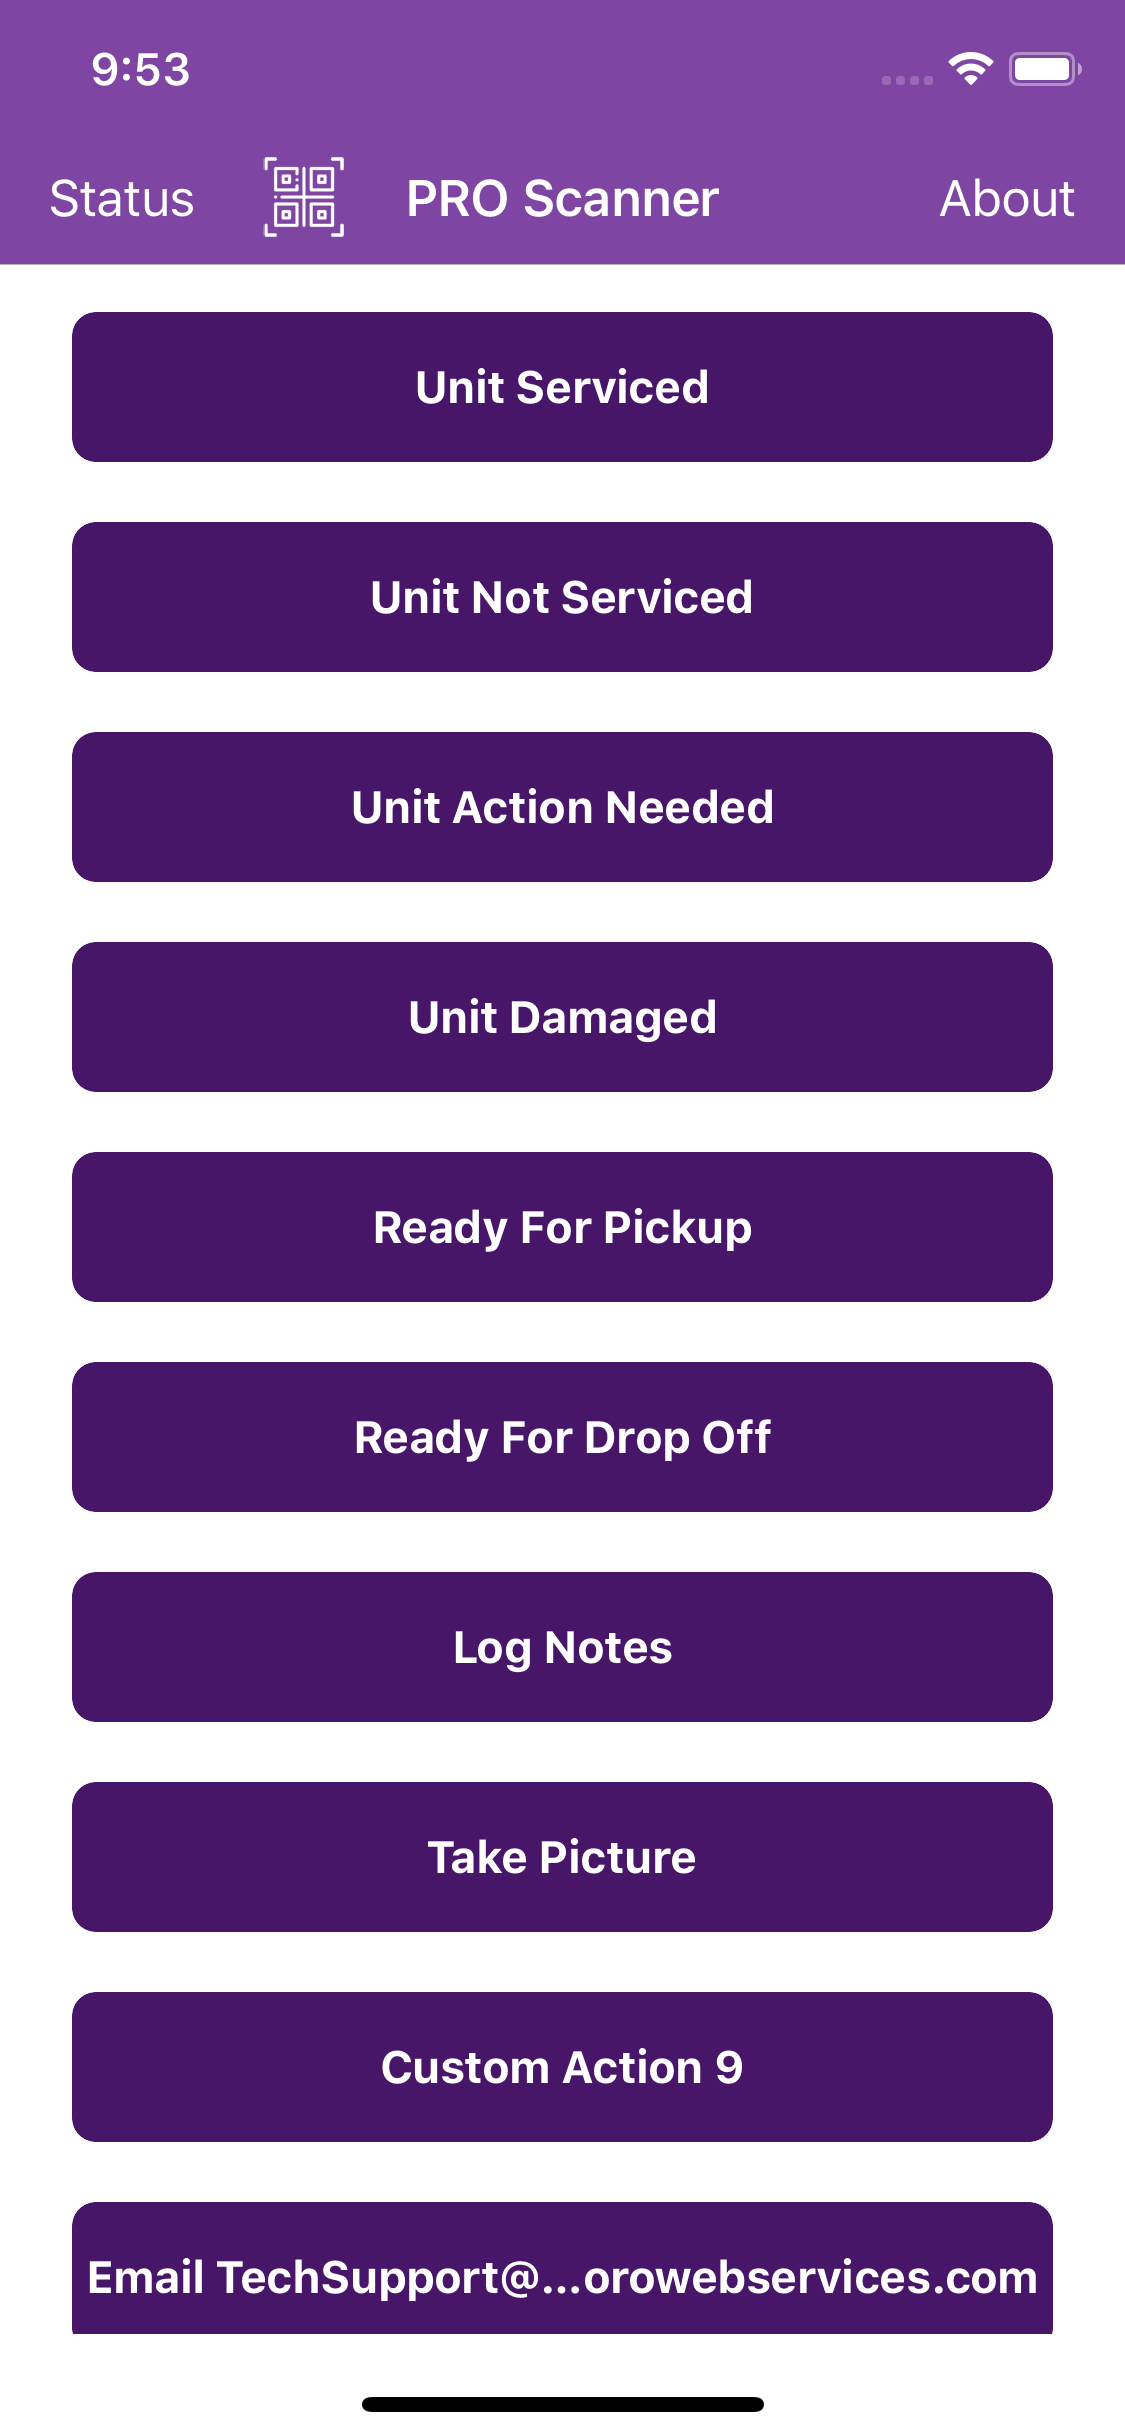 9:53
Status
PRO Scanner
About
Unit Serviced
Unit Not Serviced
Unit Action Needed
Unit Damaged
Ready For Pickup
Ready For Drop Off
Log Notes
Take Picture
Custom Action 9
Email TechSupport@...orowebservices.com